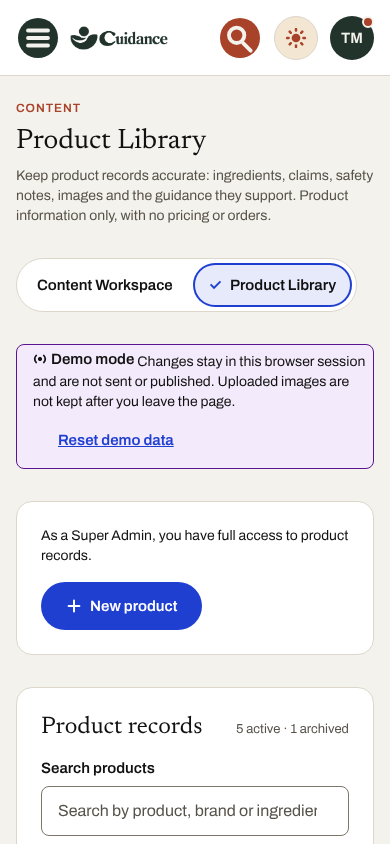 Guidance
TM
CONTENT
Product Library
Keep product records accurate: ingredients, claims, safety
notes, images and the guidance they support. Product
information only, with no pricing or orders.
Content Workspace
Product Library
Demo mode Changes stay in this browser session
and are not sent or published. Uploaded images are
not kept after you leave the page.
Reset demo data
As a Super Admin, you have full access to product
records.
New product
Product records
5 active · 1 archived
Search products
Search by product, brand or ingredien